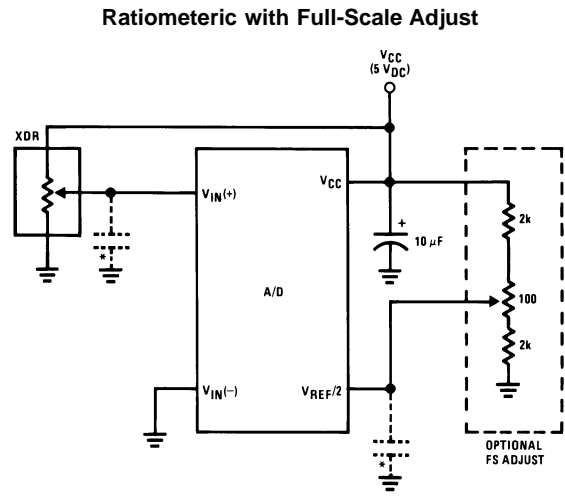 Ratiometeric with Full-Scale Adjust
VCC
(5 VDC)
XDR
VIN(+)
VCC
2k
+
10 μF
*
A/D
100
2k
VIN(–)
VREF/2
*
OPTIONAL
FS ADJUST